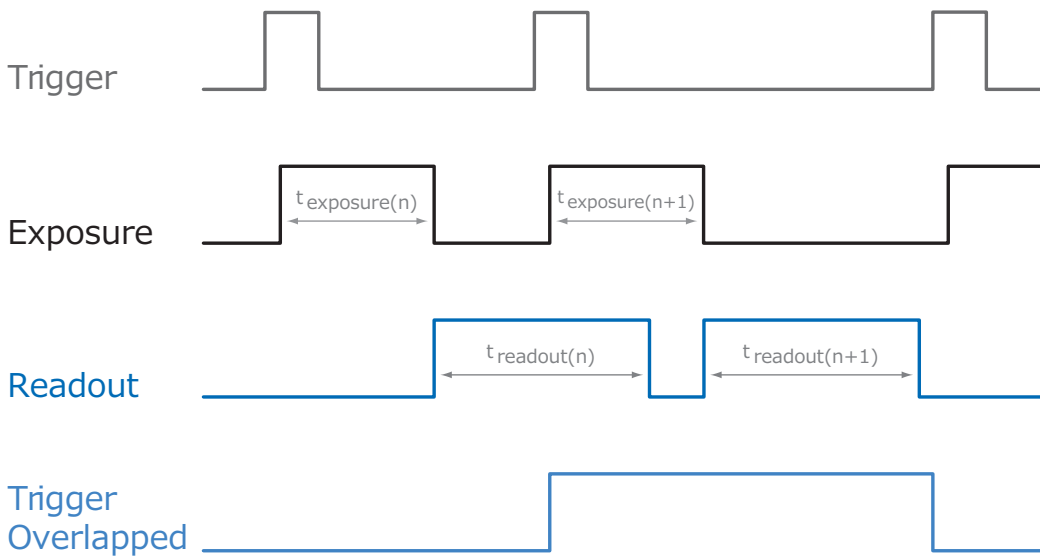 Trigger
Exposure
t exposure(n)
t exposure(n+1)
Readout
t readout(n)
t readout(n+1)
Trigger
Overlapped